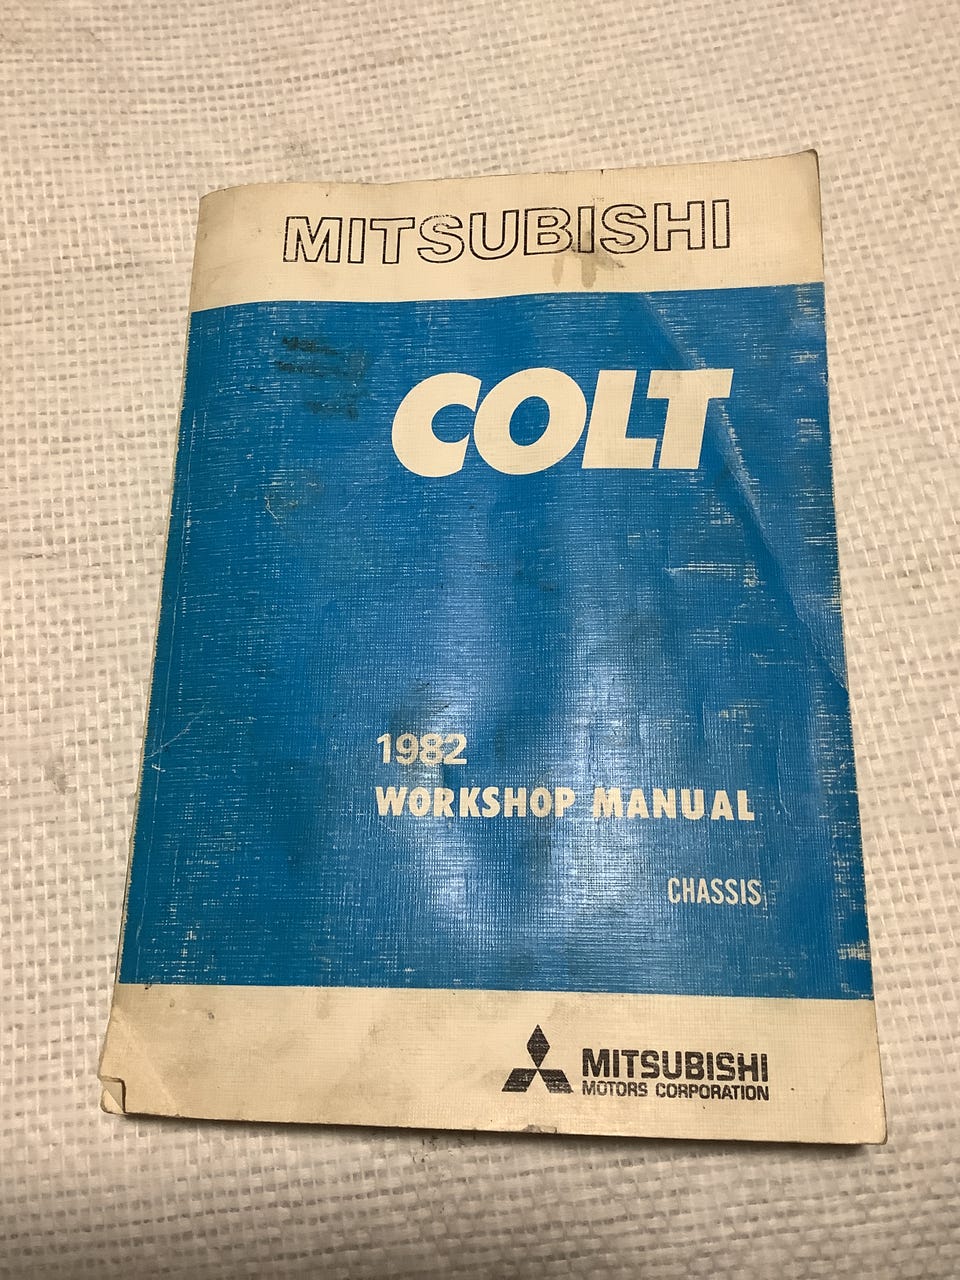 MITSUBISHI
COLT
1982
WORKSHOP MANUAL
CHASSIS
MITSUBISHI
MOTORS CORPORATION